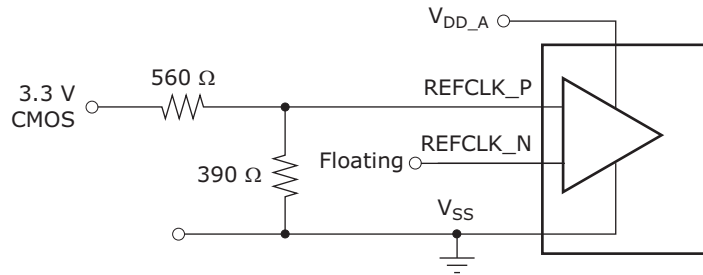 V_DD_A
560 Ω
3.3 V
CMOS
REFCLK_P
REFCLK_N
Floating
390 Ω
V_SS